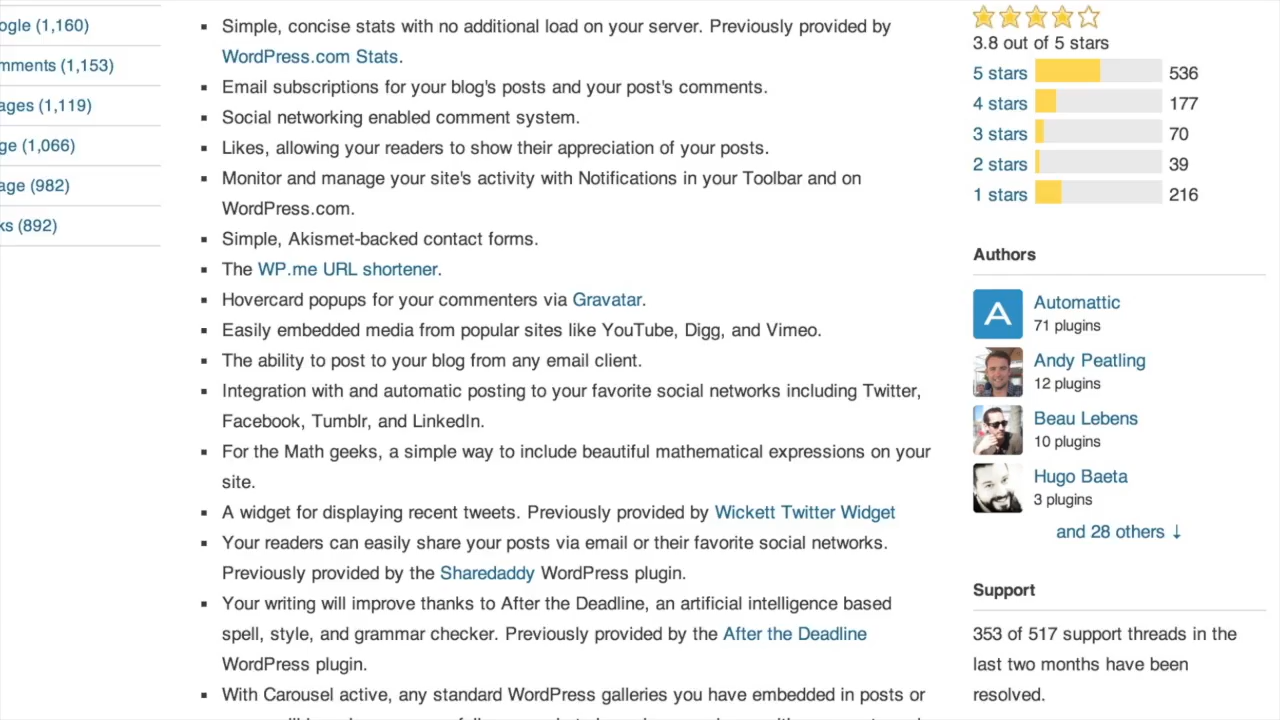 ogle (1,160)
mments (1,153)
ages (1,119)
ge (1,066)
age (982)
ks (892)
Simple, concise stats with no additional load on your server. Previously provided by
WordPress.com Stats.
Email subscriptions for your blog's posts and your post's comments.
Social networking enabled comment system.
Likes, allowing your readers to show their appreciation of your posts.
Monitor and manage your site's activity with Notifications in your Toolbar and on
WordPress.com.
Simple, Akismet-backed contact forms.
The WP.me URL shortener.
Hovercard popups for your commenters via Gravatar.
Easily embedded media from popular sites like YouTube, Digg, and Vimeo.
The ability to post to your blog from any email client.
Integration with and automatic posting to your favorite social networks including Twitter,
Facebook, Tumblr, and LinkedIn.
For the Math geeks, a simple way to include beautiful mathematical expressions on your
site.
A widget for displaying recent tweets. Previously provided by Wickett Twitter Widget
Your readers can easily share your posts via email or their favorite social networks.
Previously provided by the Sharedaddy WordPress plugin.
Your writing will improve thanks to After the Deadline, an artificial intelligence based
spell, style, and grammar checker. Previously provided by the After the Deadline
WordPress plugin.
With Carousel active, any standard WordPress galleries you have embedded in posts or
3.8 out of 5 stars
5 stars 536
4 stars 177
3 stars 70
2 stars 39
1 stars 216
Authors
A
Automattic
71 plugins
Andy Peatling
12 plugins
Beau Lebens
10 plugins
Hugo Baeta
3 plugins
and 28 others ↓
Support
353 of 517 support threads in the
last two months have been
resolved.